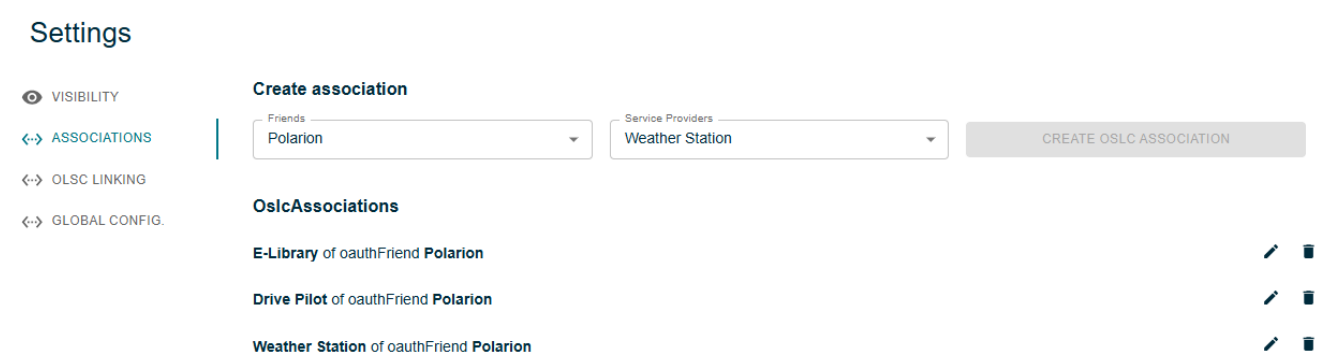 Settings
VISIBILITY
ASSOCIATIONS
OLSC LINKING
GLOBAL CONFIG.
Create association
Friends
Polarion
Service Providers
Weather Station
CREATE OSLC ASSOCIATION
OslcAssociations
E-Library of oauthFriend Polarion
Drive Pilot of oauthFriend Polarion
Weather Station of oauthFriend Polarion